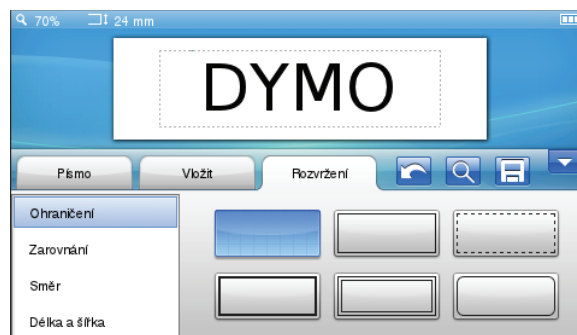 70% 24 mm
DYMO
Písmo Vložit Rozvržení
Ohraničení
Zarovnání
Směr
Délka a šířka